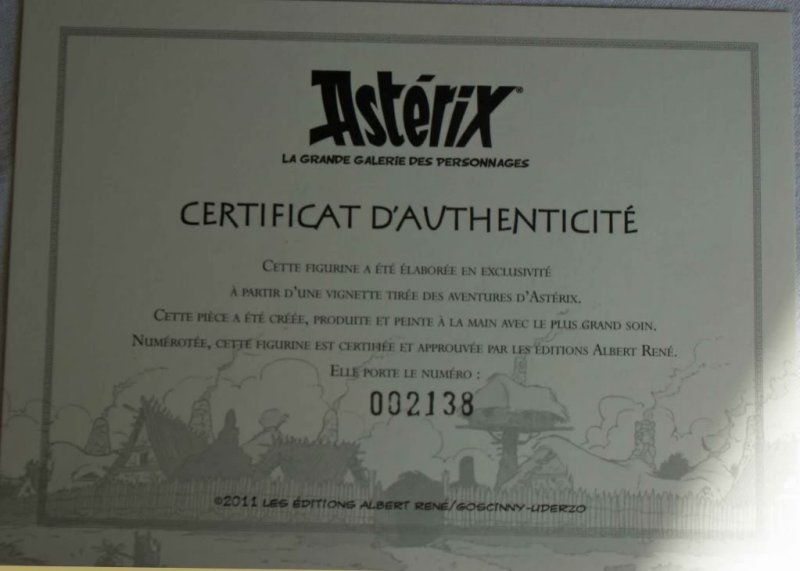 Astérix®
LA GRANDE GALERIE DES PERSONNAGES
CERTIFICAT D'AUTHENTICITÉ
Cette figurine a été élaborée en exclusivité
à partir d'une vignette tirée des aventures d'Astérix.
Cette pièce a été créée, produite et peinte à la main avec le plus grand soin.
Numérotée, cette figurine est certifiée et approuvée par les éditions Albert René.
Elle porte le numéro :
002138
©2011 LES ÉDITIONS ALBERT RENÉ/GOSCINNY-UDERZO